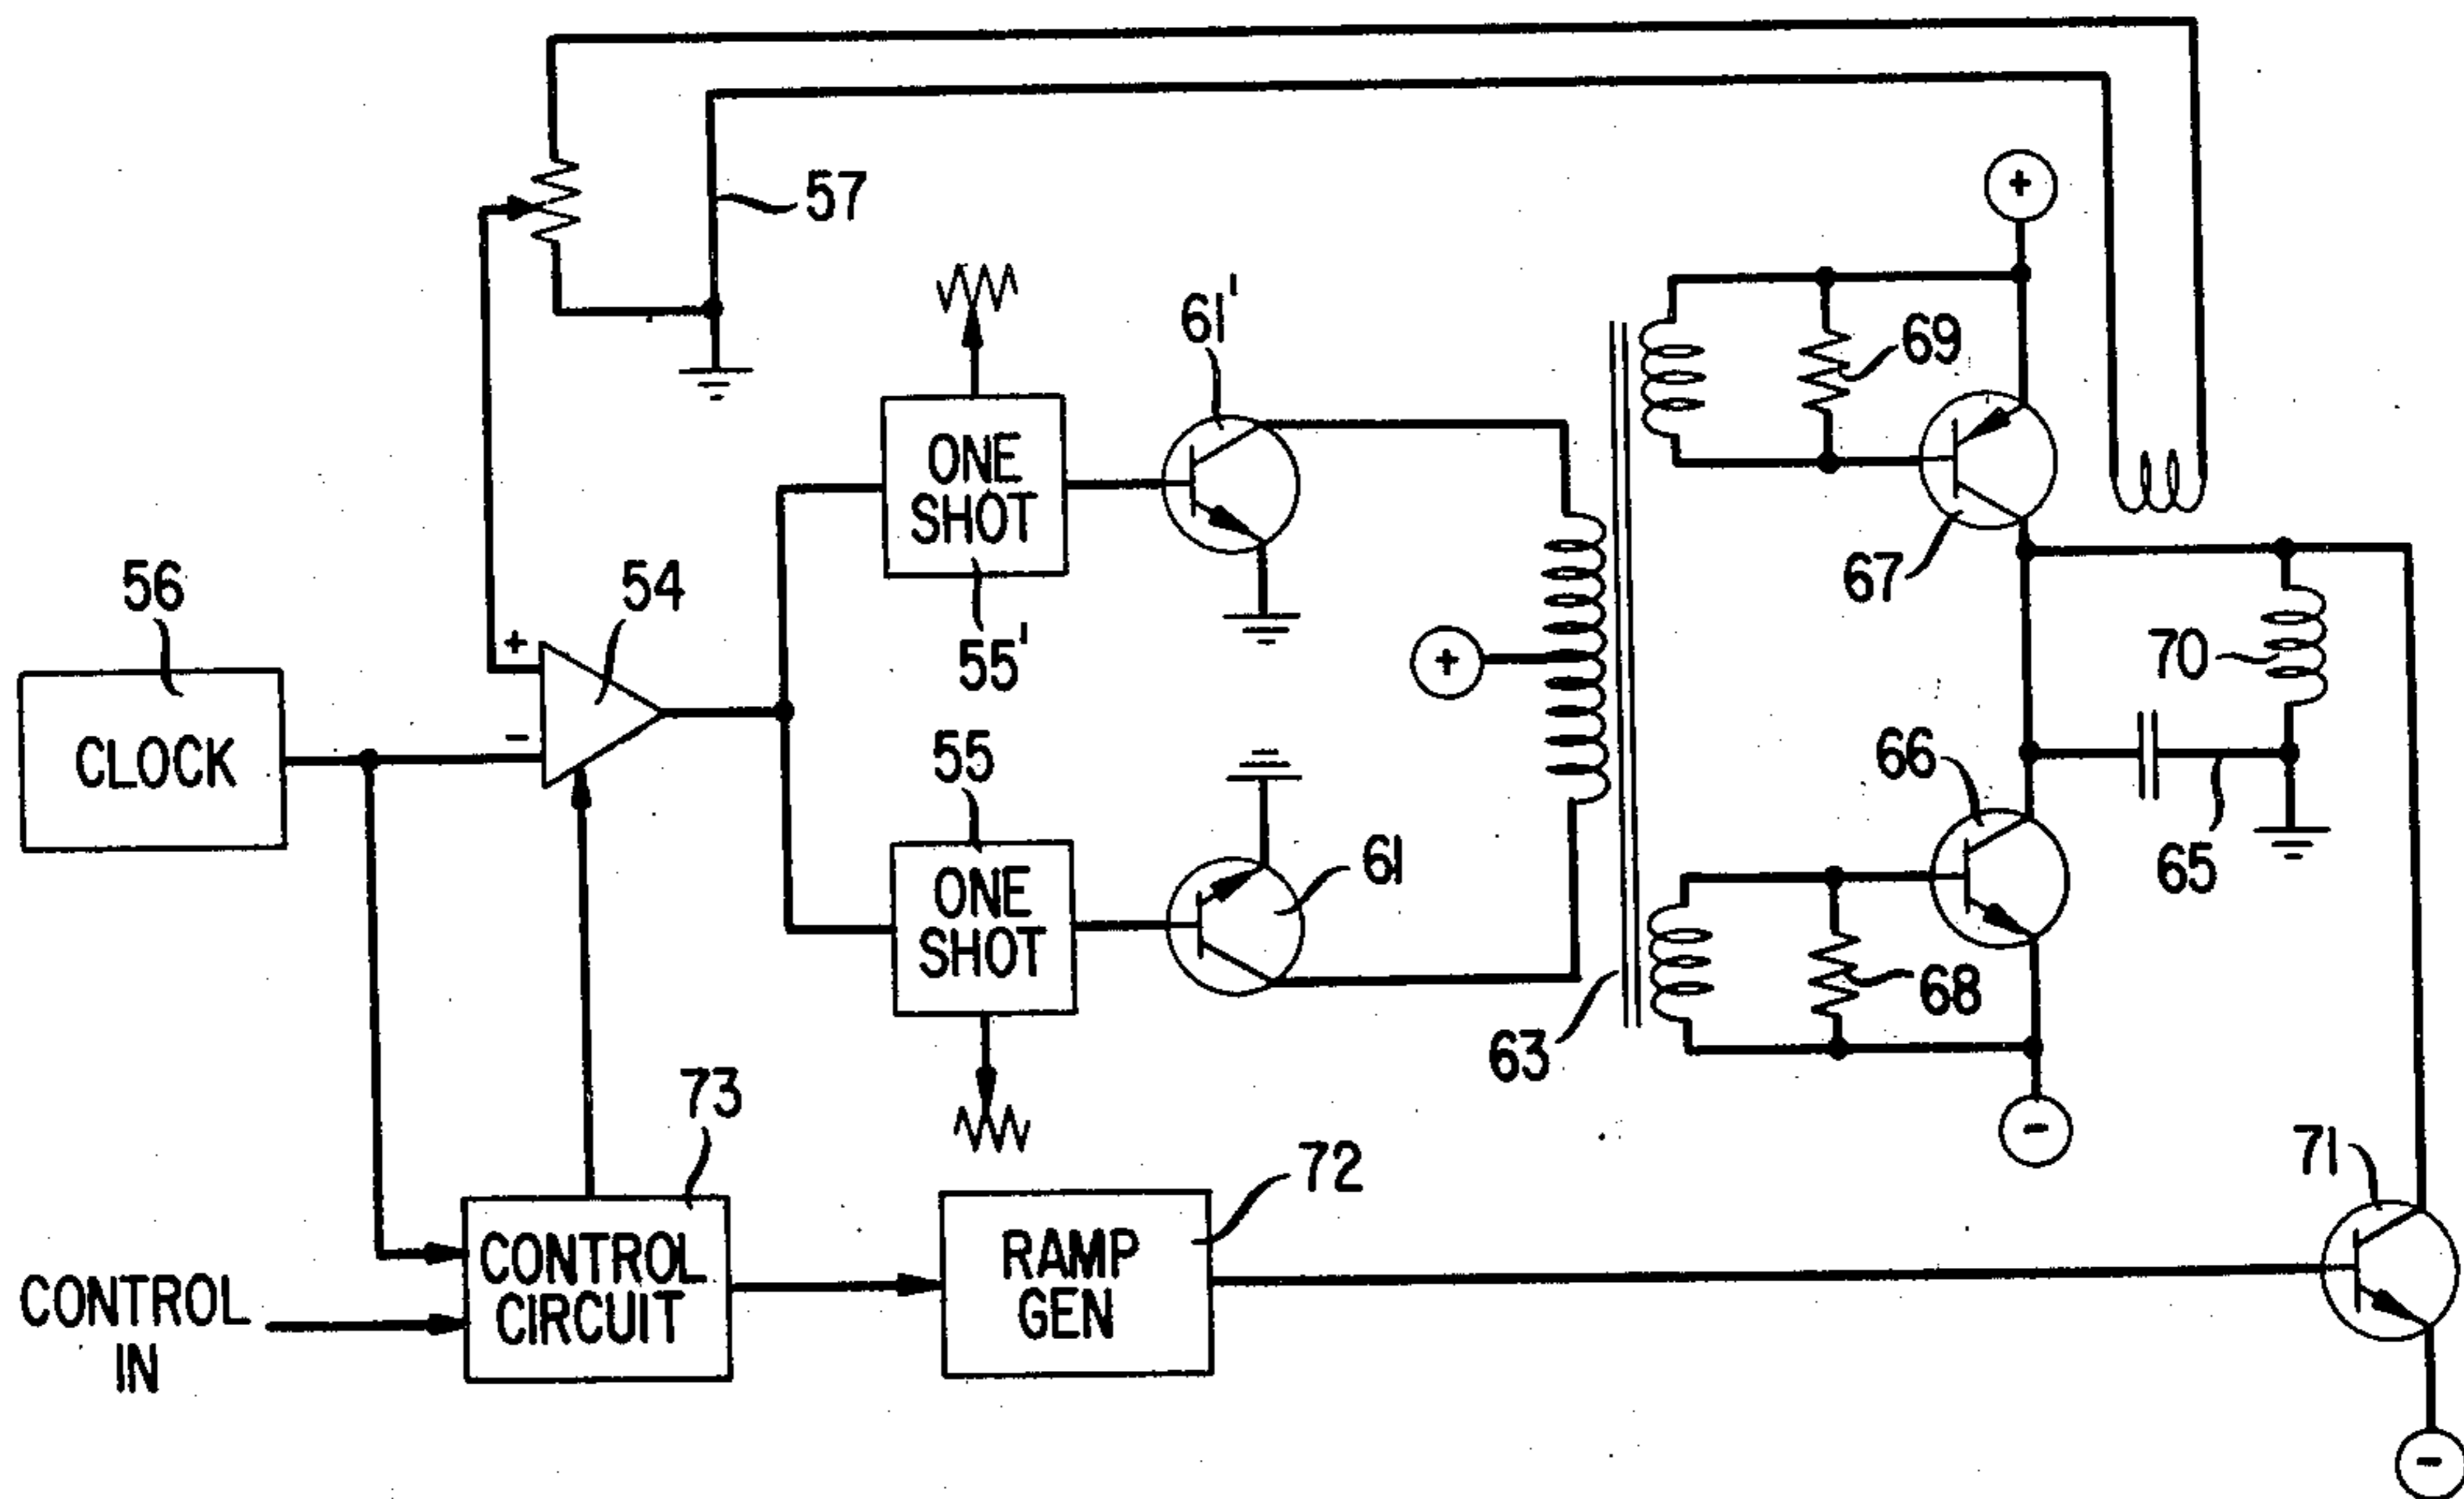 57
+
69
61'
ONE
SHOT
67
56
54
+
55'
+
70
-
CLOCK
55
66
ONE
SHOT
61
65
68
63
73
-
72
71
CONTROL
CIRCUIT
RAMP
GEN
CONTROL
IN
-